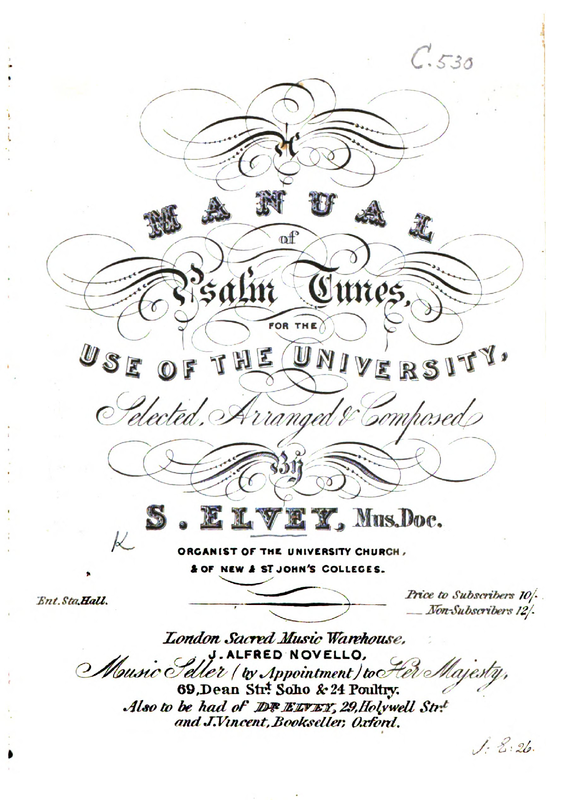 C.530
A
MANUAL
of
Psalm Tunes,
FOR THE
USE OF THE UNIVERSITY,
Selected, Arranged & Composed
By
S. ELVEY, Mus. Doc.
K
ORGANIST OF THE UNIVERSITY CHURCH,
& OF NEW & ST JOHN'S COLLEGES.
Ent. Sta. Hall.
Price to Subscribers 10/-
Non-Subscribers 12/-
London Sacred Music Warehouse,
J. ALFRED NOVELLO,
Music Seller (by Appointment) to Her Majesty,
69, Dean Strt. Soho & 24 Poultry.
Also to be had of DR ELVEY, 29, Holywell Strt.
and J. Vincent, Bookseller, Oxford.
J. E. 26.